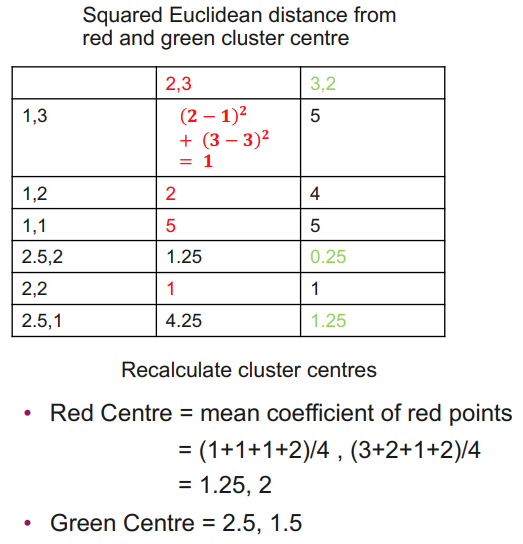 Squared Euclidean distance from
red and green cluster centre
2,3 3,2
1,3 (2 − 1)² 5
+ (3 − 3)²
= 1
1,2 2 4
1,1 5 5
2.5,2 1.25 0.25
2,2 1 1
2.5,1 4.25 1.25
Recalculate cluster centres
• Red Centre = mean coefficient of red points
= (1+1+1+2)/4 , (3+2+1+2)/4
= 1.25, 2
• Green Centre = 2.5, 1.5